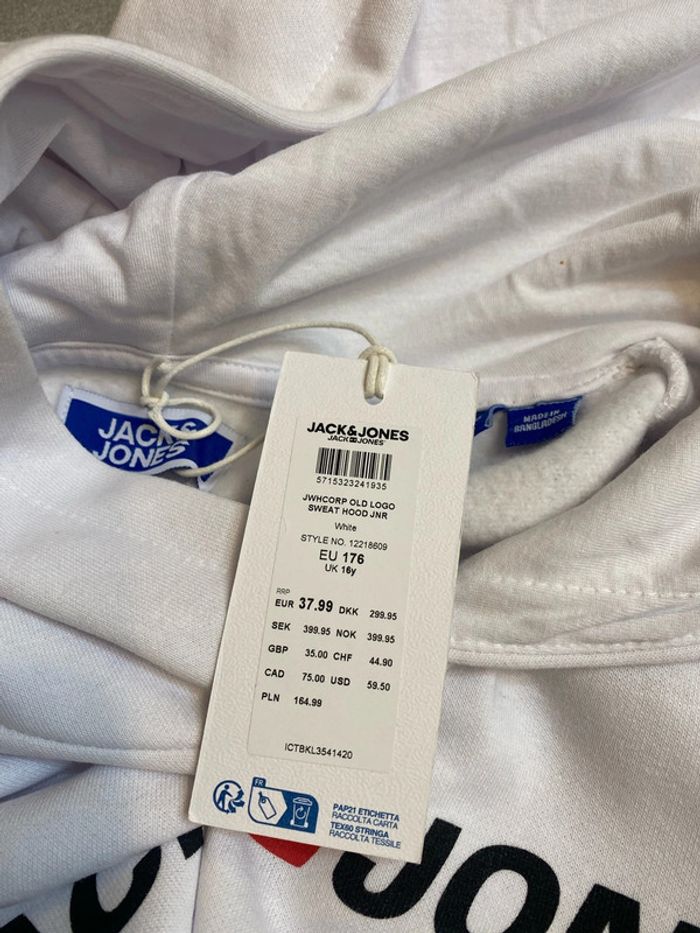 JACK&
JONES
MADE IN
BANGLADESH
JACK&JONES
JACK JONES
5715323241935
JWHCORP OLD LOGO
SWEAT HOOD JNR
White
STYLE NO. 12218609
EU 176
UK 16y
RRP
EUR 37.99 DKK 299.95
SEK 399.95 NOK 399.95
GBP 35.00 CHF 44.90
CAD 75.00 USD 59.50
PLN 164.99
ICTBKL3541420
FR
PAP21 ETICHETTA
RACCOLTA CARTA
TEX60 STRINGA
RACCOLTA TESSILE
JON